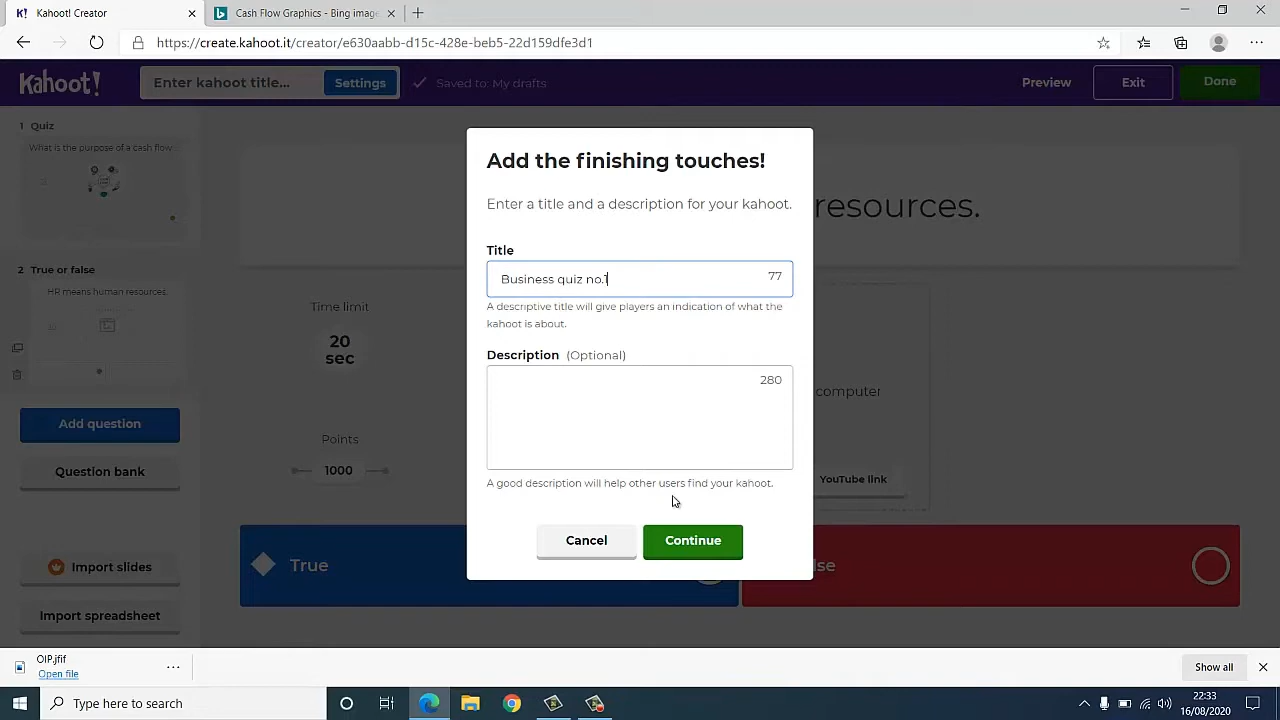 Kahoot! Creator
Cash Flow Graphics - Bing image
https://create.kahoot.it/creator/e630aabb-d15c-428e-beb5-22d159dfe3d1
Kahoot!
Enter kahoot title...
Settings
Saved to: My drafts
Preview
Exit
Done
1 Quiz
What is the purpose of a cash flow...
2 True or false
HR means human resources.
Add question
Question bank
Import slides
Import spreadsheet
resources.
Time limit
20
sec
Points
1000
computer
YouTube link
True
lse
Add the finishing touches!
Enter a title and a description for your kahoot.
Title
Business quiz no.1
77
A descriptive title will give players an indication of what the
kahoot is about.
Description (Optional)
280
A good description will help other users find your kahoot.
Cancel
Continue
OIP.jfif
Open file
Show all
Type here to search
22:33
16/08/2020